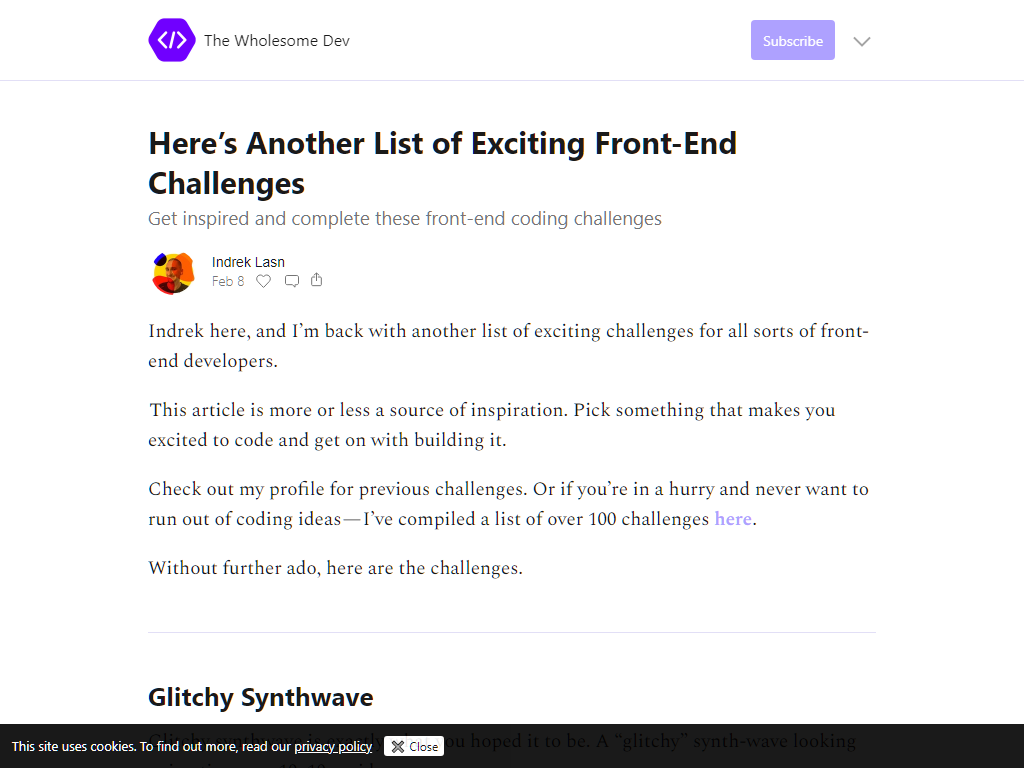 The Wholesome Dev
Subscribe
Here’s Another List of Exciting Front-End
Challenges
Get inspired and complete these front-end coding challenges
Indrek Lasn
Feb 8
Indrek here, and I’m back with another list of exciting challenges for all sorts of front-
end developers.
This article is more or less a source of inspiration. Pick something that makes you
excited to code and get on with building it.
Check out my profile for previous challenges. Or if you’re in a hurry and never want to
run out of coding ideas—I’ve compiled a list of over 100 challenges here.
Without further ado, here are the challenges.
Glitchy Synthwave
you hoped it to be. A “glitchy” synth-wave looking
This site uses cookies. To find out more, read our privacy policy Close